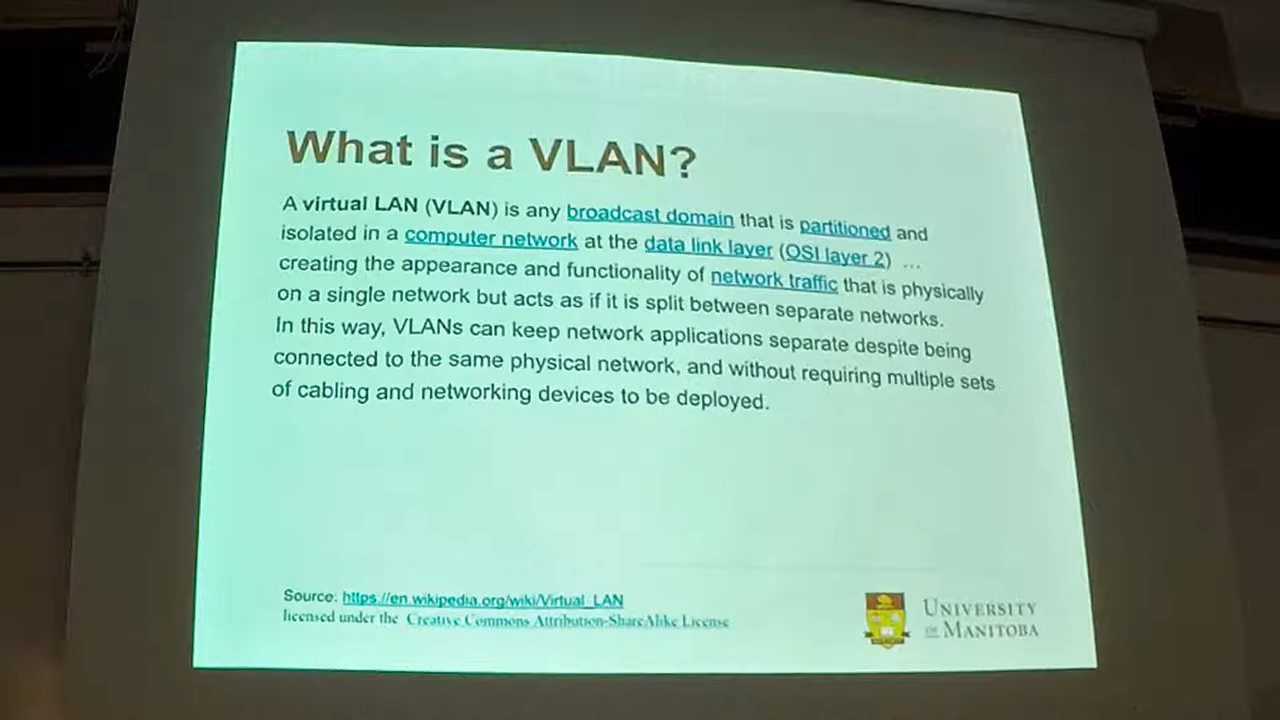 What is a VLAN?
A virtual LAN (VLAN) is any broadcast domain that is partitioned and
isolated in a computer network at the data link layer (OSI layer 2) ...
creating the appearance and functionality of network traffic that is physically
on a single network but acts as if it is split between separate networks.
In this way, VLANs can keep network applications separate despite being
connected to the same physical network, and without requiring multiple sets
of cabling and networking devices to be deployed.
Source: https://en.wikipedia.org/wiki/Virtual_LAN
licensed under the Creative Commons Attribution-ShareAlike License
UNIVERSITY
OF MANITOBA